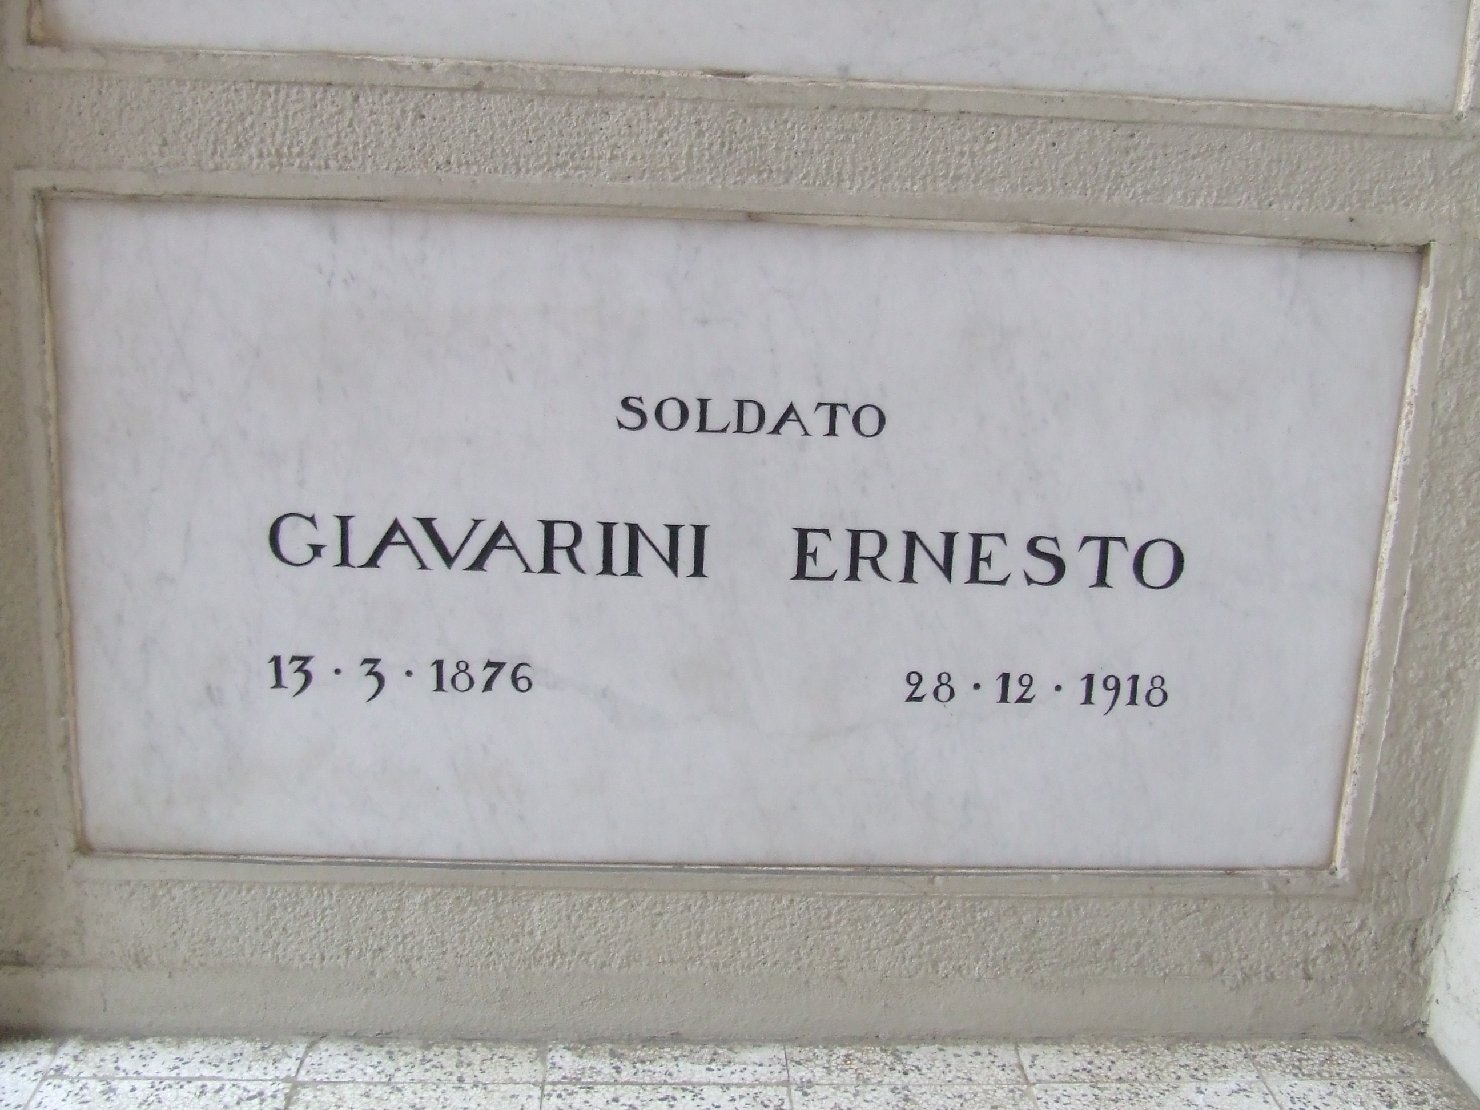 SOLDATO
GIAVARINI ERNESTO
13·3·1876 28·12·1918